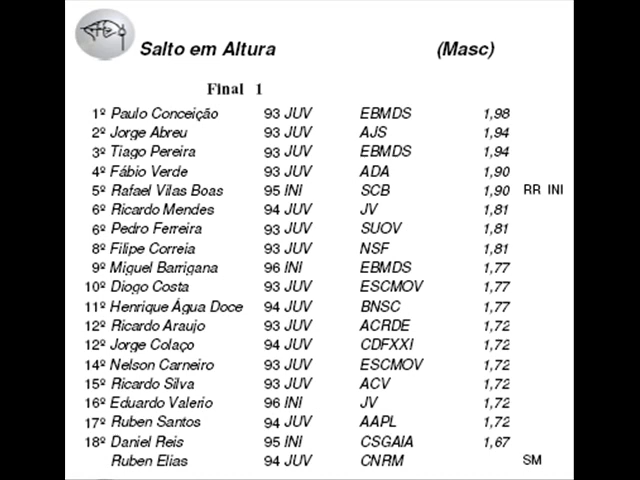 Salto em Altura (Masc)
Final 1
1º Paulo Conceição 93 JUV EBMDS 1,98
2º Jorge Abreu 93 JUV AJS 1,94
3º Tiago Pereira 93 JUV EBMDS 1,94
4º Fábio Verde 93 JUV ADA 1,90
5º Rafael Vilas Boas 95 INI SCB 1,90 RR INI
6º Ricardo Mendes 94 JUV JV 1,81
6º Pedro Ferreira 93 JUV SUOV 1,81
8º Filipe Correia 93 JUV NSF 1,81
9º Miguel Barrigana 96 INI EBMDS 1,77
10º Diogo Costa 93 JUV ESCMOV 1,77
11º Henrique Água Doce 94 JUV BNSC 1,77
12º Ricardo Araujo 93 JUV ACRDE 1,72
12º Jorge Colaço 94 JUV CDFXXI 1,72
14º Nelson Carneiro 93 JUV ESCMOV 1,72
15º Ricardo Silva 93 JUV ACV 1,72
16º Eduardo Valerio 96 INI JV 1,72
17º Ruben Santos 94 JUV AAPL 1,72
18º Daniel Reis 95 INI CSGAIA 1,67
Ruben Elias 94 JUV CNRM SM